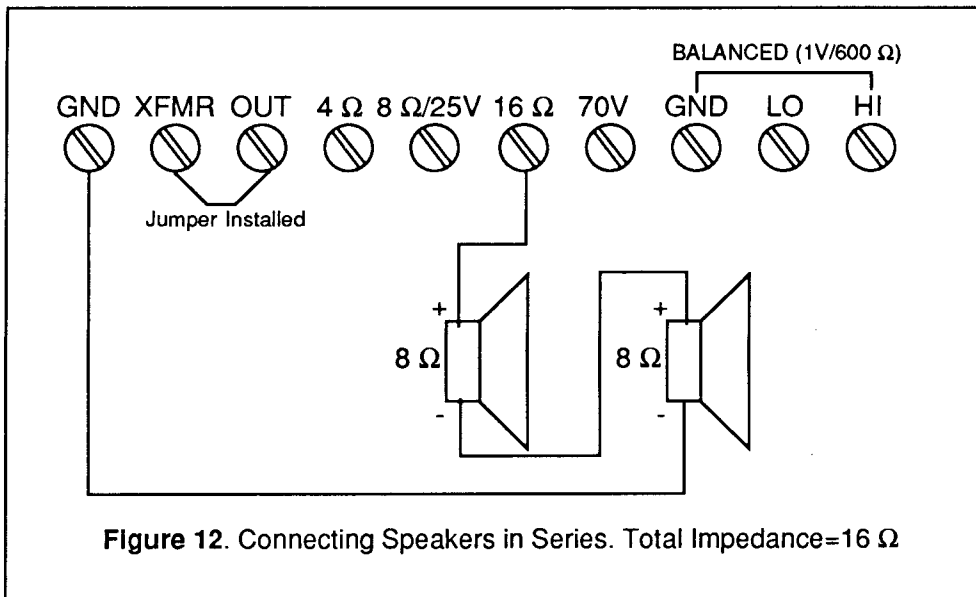 BALANCED (1V/600 Ω)
GND XFMR OUT 4 Ω 8 Ω/25V 16 Ω 70V GND LO HI
Jumper Installed
+ +
8 Ω 8 Ω
- -
Figure 12. Connecting Speakers in Series. Total Impedance=16 Ω